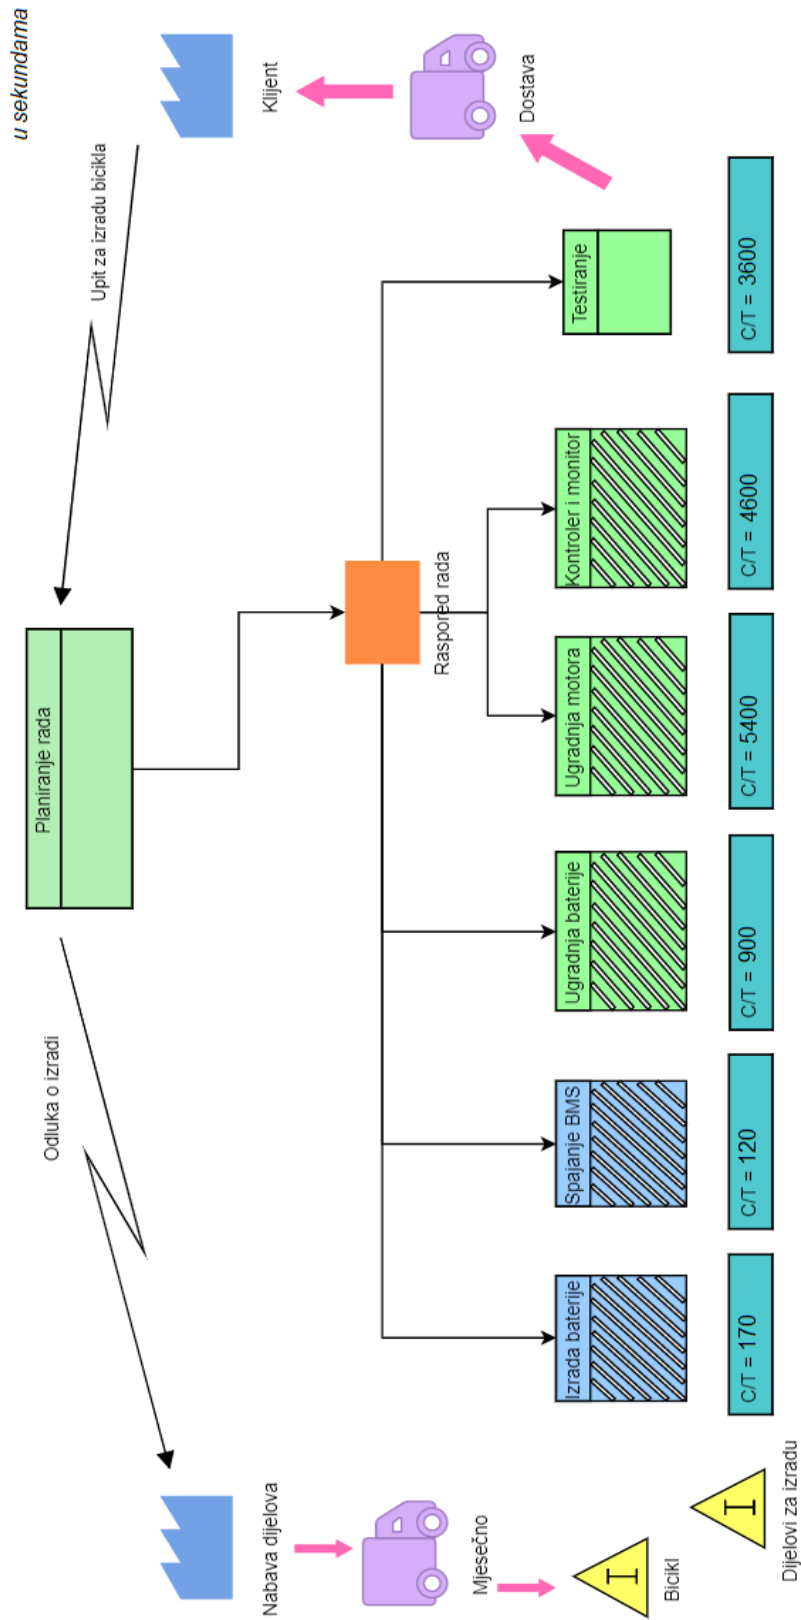 u sekundama
Planiranje rada
Odluka o izradi
Upit za izradu bicikla
Nabava dijelova
Klijent
Mjesečno
Raspored rada
Dostava
Bicikl
I
Dijelovi za izradu
I
Izrada baterije
Spajanje BMS
Ugradnja baterije
Ugradnja motora
Kontroler i monitor
Testiranje
C/T = 170
C/T = 120
C/T = 900
C/T = 5400
C/T = 4600
C/T = 3600